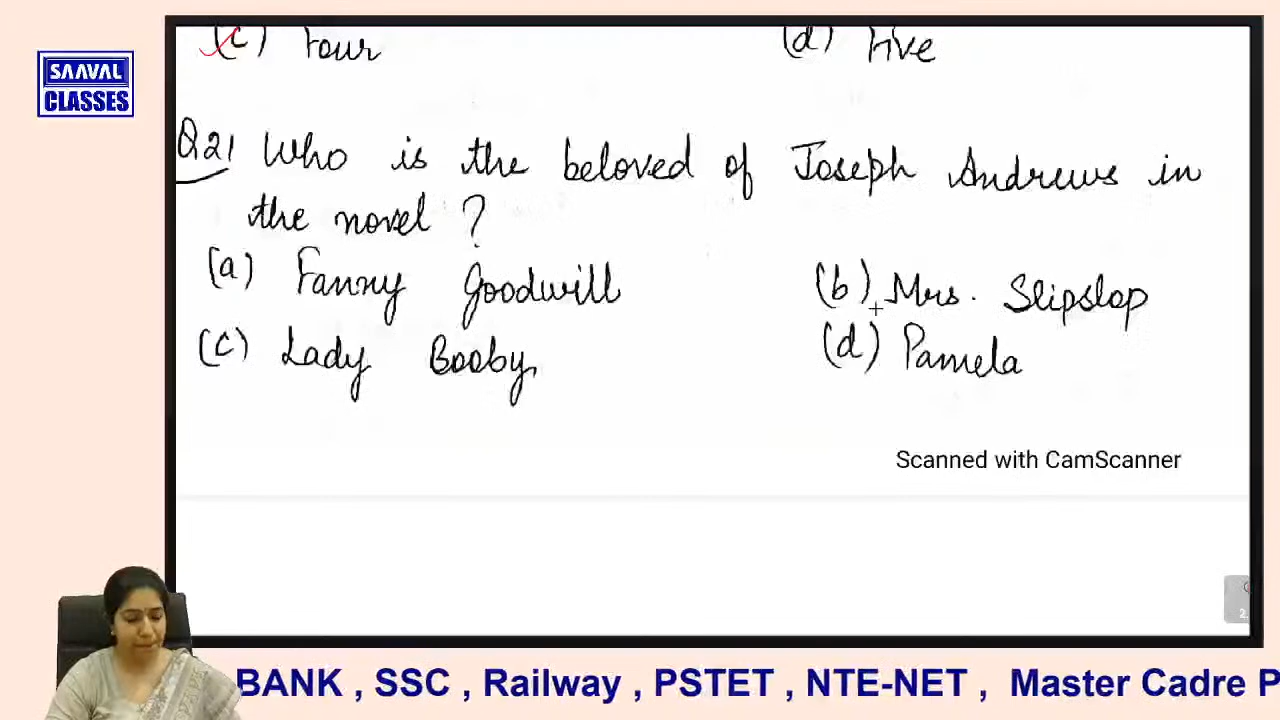 SAAVAL
CLASSES
(c) Four (d) Five
Q21 Who is the beloved of Joseph Andrews in
the novel?
(a) Fanny Goodwill (b) Mrs. Slipslop
(c) Lady Booby (d) Pamela
Scanned with CamScanner
BANK , SSC , Railway , PSTET , NTE-NET , Master Cadre P